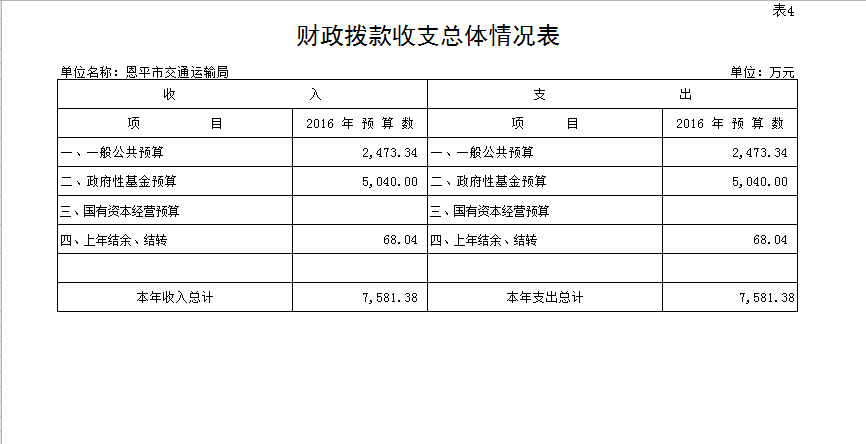 表4
财政拨款收支总体情况表
单位名称：恩平市交通运输局 单位：万元
收 入 支 出
项 目 2016 年 预 算 数 项 目 2016 年 预 算 数
一、一般公共预算 2,473.34 一、一般公共预算 2,473.34
二、政府性基金预算 5,040.00 二、政府性基金预算 5,040.00
三、国有资本经营预算 三、国有资本经营预算
四、上年结余、结转 68.04 四、上年结余、结转 68.04
本年收入总计 7,581.38 本年支出总计 7,581.38